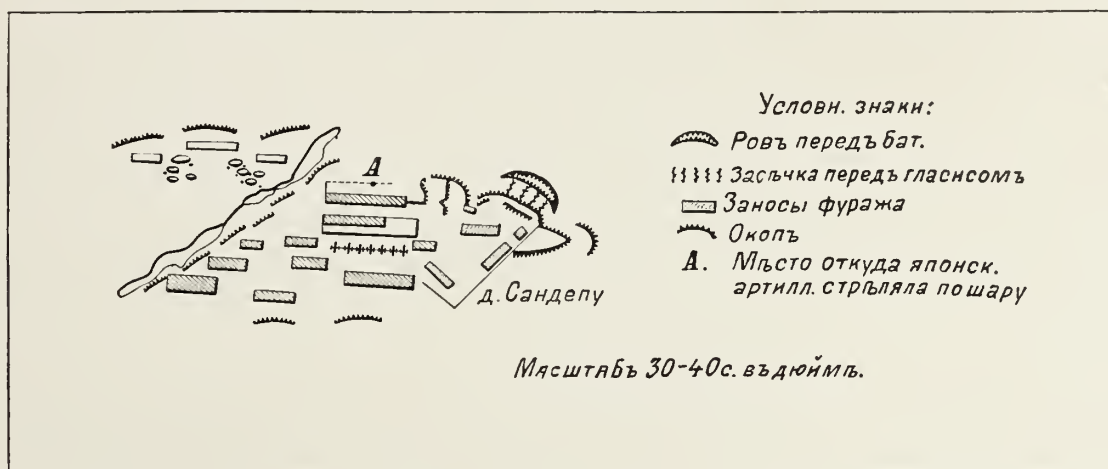 Условн. знаки:
Ровъ передъ бат.
Засѣчка передъ гласисомъ
Заносы фуража
Окопъ
А. Мѣсто откуда японск.
артилл. стрѣляла по шару
А
д. Сандепу
Масштабъ 30-40с. въ дюймѣ.